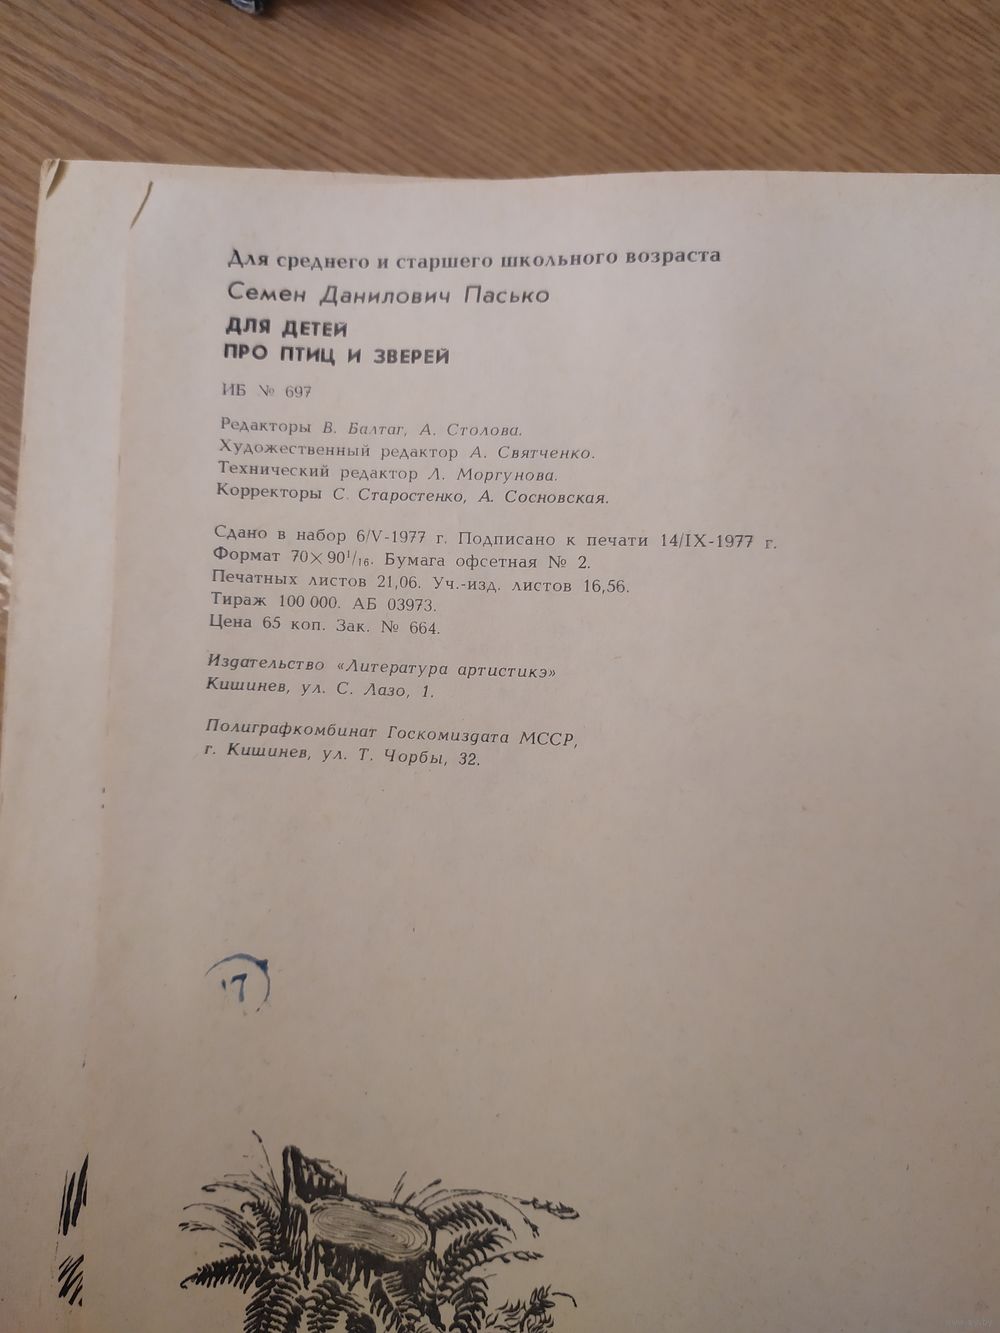 Для среднего и старшего школьного возраста
Семен Данилович Пасько
ДЛЯ ДЕТЕЙ
ПРО ПТИЦ И ЗВЕРЕЙ
ИБ № 697
Редакторы В. Балтаг, А. Столова.
Художественный редактор А. Святченко.
Технический редактор Л. Моргунова.
Корректоры С. Старостенко, А. Сосновская.
Сдано в набор 6/V-1977 г. Подписано к печати 14/IX-1977 г.
Формат 70×90¹/₁₆. Бумага офсетная № 2.
Печатных листов 21,06. Уч.-изд. листов 16,56.
Тираж 100 000. АБ 03973.
Цена 65 коп. Зак. № 664.
Издательство «Литература артистикэ»
Кишинев, ул. С. Лазо, 1.
Полиграфкомбинат Госкомиздата МССР,
г. Кишинев, ул. Т. Чорбы, 32.
7